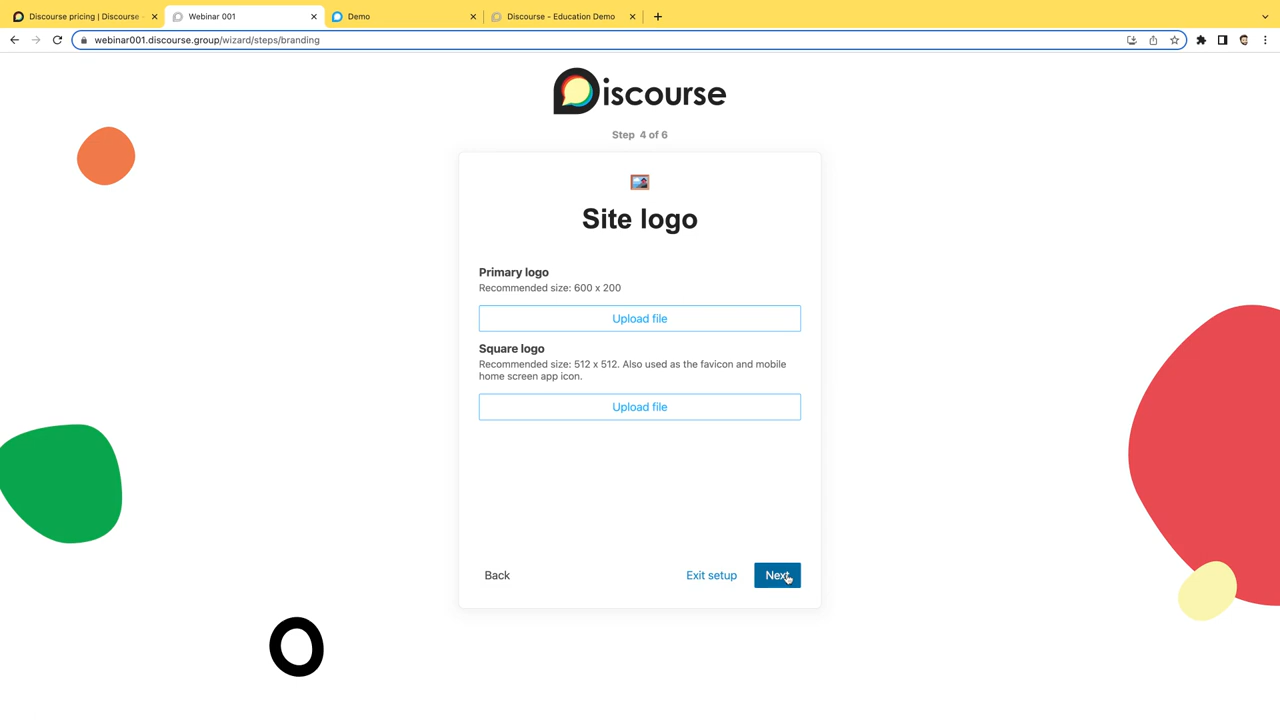 Discourse pricing | Discourse -
Webinar 001
Demo
Discourse - Education Demo
webinar001.discourse.group/wizard/steps/branding
Discourse
Step 4 of 6
Site logo
Primary logo
Recommended size: 600 x 200
Upload file
Square logo
Recommended size: 512 x 512. Also used as the favicon and mobile
home screen app icon.
Upload file
Back
Exit setup
Next